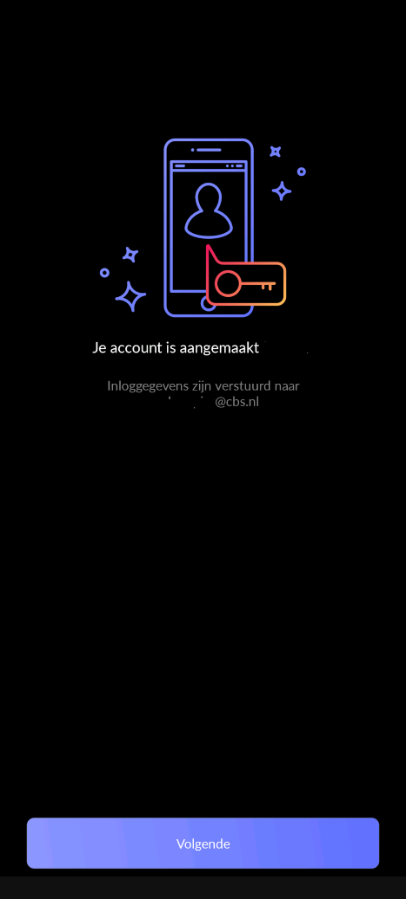 Je account is aangemaakt
Inloggegevens zijn verstuurd naar
@cbs.nl
Volgende